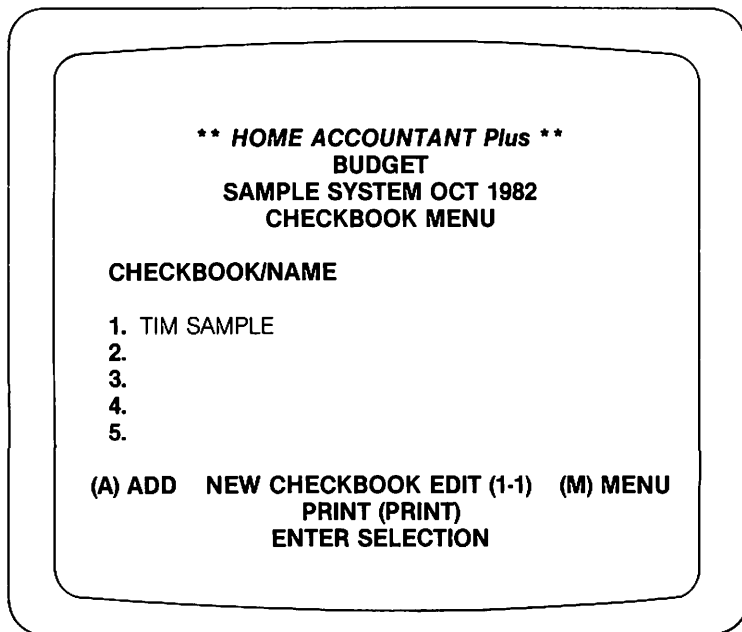 ** HOME ACCOUNTANT Plus **
BUDGET
SAMPLE SYSTEM OCT 1982
CHECKBOOK MENU
CHECKBOOK/NAME
1. TIM SAMPLE
2.
3.
4.
5.
(A) ADD NEW CHECKBOOK EDIT (1-1) (M) MENU
PRINT (PRINT)
ENTER SELECTION